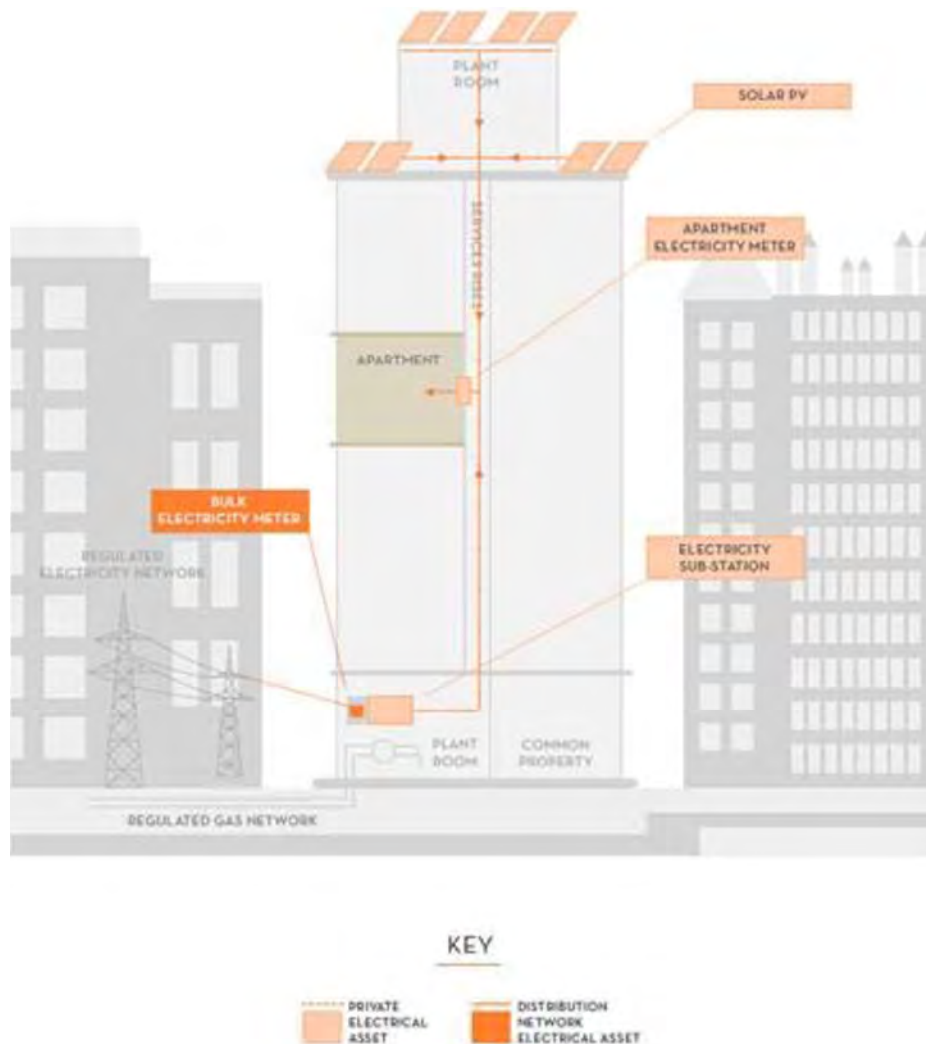 PLANT
ROOM
SOLAR PV
SERVICES RISER
APARTMENT
ELECTRICITY METER
APARTMENT
BULK
ELECTRICITY METER
REGULATED
ELECTRICITY NETWORK
ELECTRICITY
SUB-STATION
PLANT
ROOM
COMMON
PROPERTY
REGULATED GAS NETWORK
KEY
PRIVATE
ELECTRICAL
ASSET
DISTRIBUTION
NETWORK
ELECTRICAL ASSET